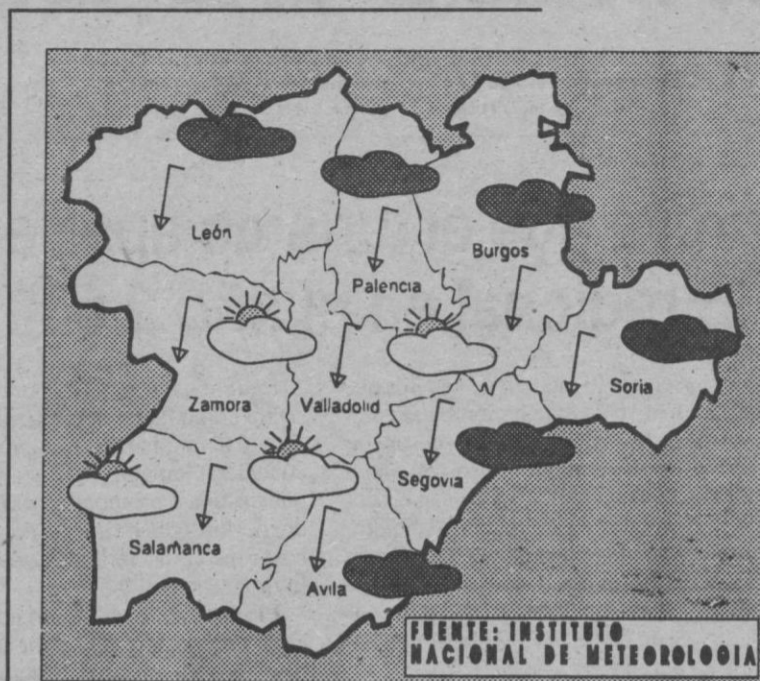 León
Burgos
Palencia
Zamora
Valladolid
Soria
Segovia
Salamanca
Avila
FUENTE: INSTITUTO
NACIONAL DE METEOROLOGIA